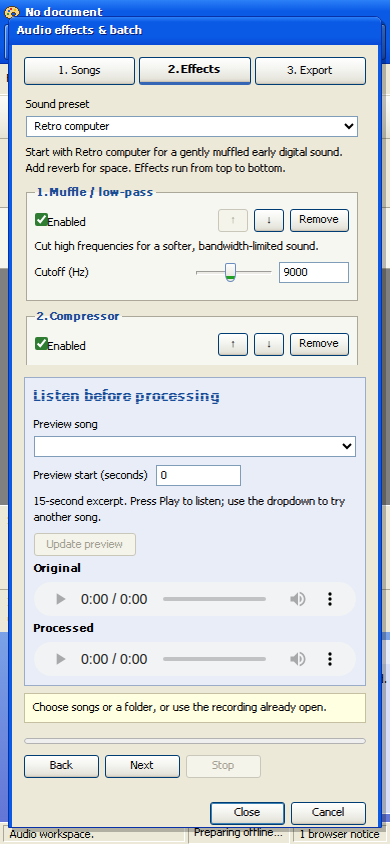 No document
Audio effects & batch
1. Songs
2. Effects
3. Export
Sound preset
Retro computer
Start with Retro computer for a gently muffled early digital sound.
Add reverb for space. Effects run from top to bottom.
1. Muffle / low-pass
Enabled
↑
↓
Remove
Cut high frequencies for a softer, bandwidth-limited sound.
Cutoff (Hz)
9000
2. Compressor
Enabled
↑
↓
Remove
Listen before processing
Preview song
Preview start (seconds)
0
15-second excerpt. Press Play to listen; use the dropdown to try
another song.
Update preview
Original
0:00 / 0:00
Processed
0:00 / 0:00
Choose songs or a folder, or use the recording already open.
Back
Next
Stop
Close
Cancel
Audio workspace.
Preparing offline...
1 browser notice